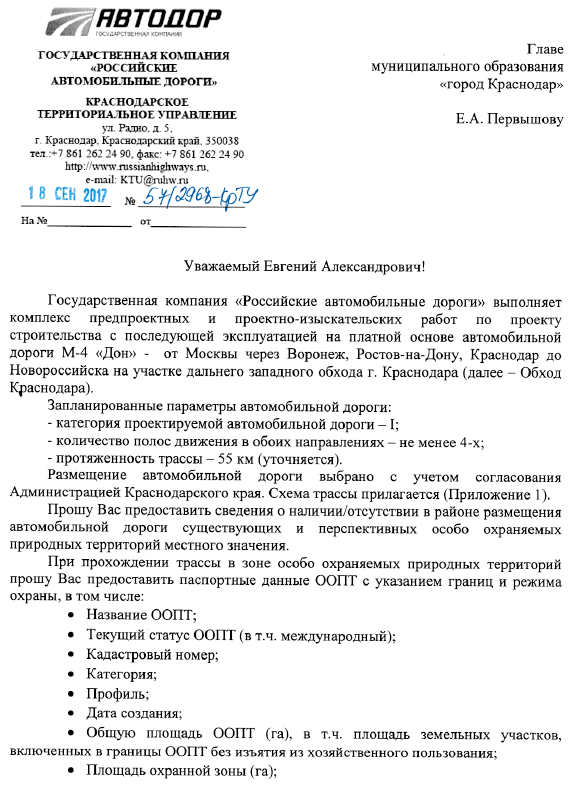 АВТОДОР
ГОСУДАРСТВЕННАЯ КОМПАНИЯ
ГОСУДАРСТВЕННАЯ КОМПАНИЯ
«РОССИЙСКИЕ
АВТОМОБИЛЬНЫЕ ДОРОГИ»
КРАСНОДАРСКОЕ
ТЕРРИТОРИАЛЬНОЕ УПРАВЛЕНИЕ
ул. Радио, д. 5,
г. Краснодар, Краснодарский край, 350038
тел.:+7 861 262 24 90, факс: +7 861 262 24 90
http://www.russianhighways.ru,
e-mail: KTU@ruhw.ru
18 СЕН 2017 № 57/2968-КрТУ
На №__________ от__________
Главе
муниципального образования
«город Краснодар»
Е.А. Первышову
Уважаемый Евгений Александрович!
Государственная компания «Российские автомобильные дороги» выполняет
комплекс предпроектных и проектно-изыскательских работ по проекту
строительства с последующей эксплуатацией на платной основе автомобильной
дороги М-4 «Дон» - от Москвы через Воронеж, Ростов-на-Дону, Краснодар до
Новороссийска на участке дальнего западного обхода г. Краснодара (далее – Обход
Краснодара).
Запланированные параметры автомобильной дороги:
- категория проектируемой автомобильной дороги – I;
- количество полос движения в обоих направлениях – не менее 4-х;
- протяженность трассы – 55 км (уточняется).
Размещение автомобильной дороги выбрано с учетом согласования
Администрацией Краснодарского края. Схема трассы прилагается (Приложение 1).
Прошу Вас предоставить сведения о наличии/отсутствии в районе размещения
автомобильной дороги существующих и перспективных особо охраняемых
природных территорий местного значения.
При прохождении трассы в зоне особо охраняемых природных территорий
прошу Вас предоставить паспортные данные ООПТ с указанием границ и режима
охраны, в том числе:
• Название ООПТ;
• Текущий статус ООПТ (в т.ч. международный);
• Кадастровый номер;
• Категория;
• Профиль;
• Дата создания;
• Общую площадь ООПТ (га), в т.ч. площадь земельных участков,
включенных в границы ООПТ без изъятия из хозяйственного пользования;
• Площадь охранной зоны (га);